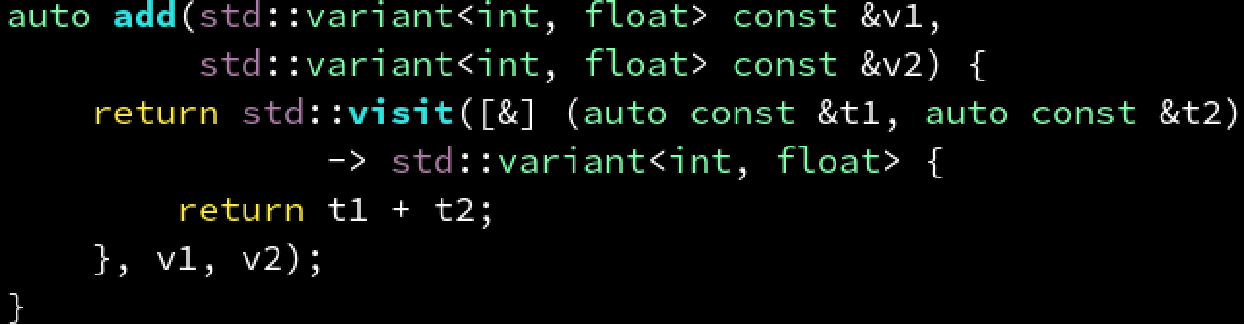 auto add(std::variant<int, float> const &v1,
         std::variant<int, float> const &v2) {
    return std::visit([&] (auto const &t1, auto const &t2)
               -> std::variant<int, float> {
        return t1 + t2;
    }, v1, v2);
}